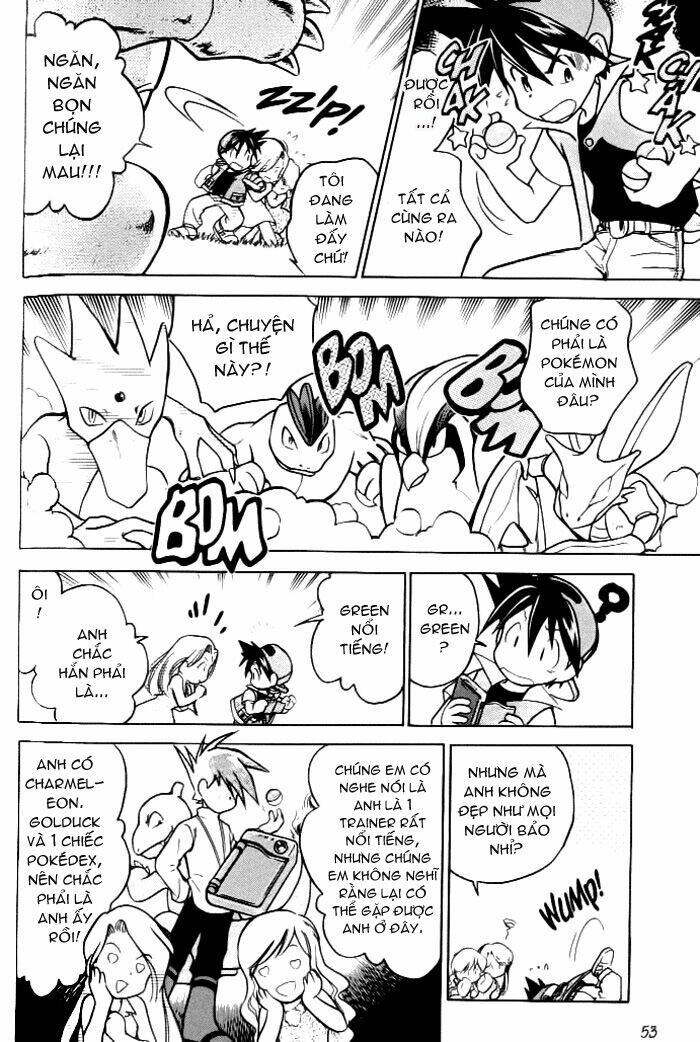 NGĂN,
NGĂN
BỌN
CHÚNG
LẠI
MAU!!!
ZZIP!
TÔI
ĐANG
LÀM
ĐẤY
CHỨ!
ĐƯỢC
RỒI
...!
CHAK
CHAK
TẤT CẢ
CÙNG RA
NÀO!
HẢ, CHUYỆN
GÌ THẾ
NÀY?!
BOM
BOM
BOM
CHÚNG CÓ
PHẢI LÀ
POKÉMON
CỦA MÌNH
ĐÂU?
ÔI
!
ANH
CHẮC
HẲN PHẢI
LÀ...
GREEN
NỔI
TIẾNG!
GR...
GREEN
?
?
ANH CÓ
CHARMEL-
EON.
GOLDUCK
VÀ 1 CHIẾC
POKÉDEX,
NÊN CHẮC
PHẢI LÀ
ANH ẤY
RỒI!
CHÚNG EM CÓ
NGHE NÓI LÀ
ANH LÀ 1
TRAINER RẤT
NỔI TIẾNG,
NHƯNG CHÚNG
EM KHÔNG NGHĨ
RẰNG LẠI CÓ
THỂ GẶP ĐƯỢC
ANH Ở ĐÂY.
NHƯNG MÀ
ANH KHÔNG
ĐẸP NHƯ MỌI
NGƯỜI BẢO
NHỈ?
WUMP!
53